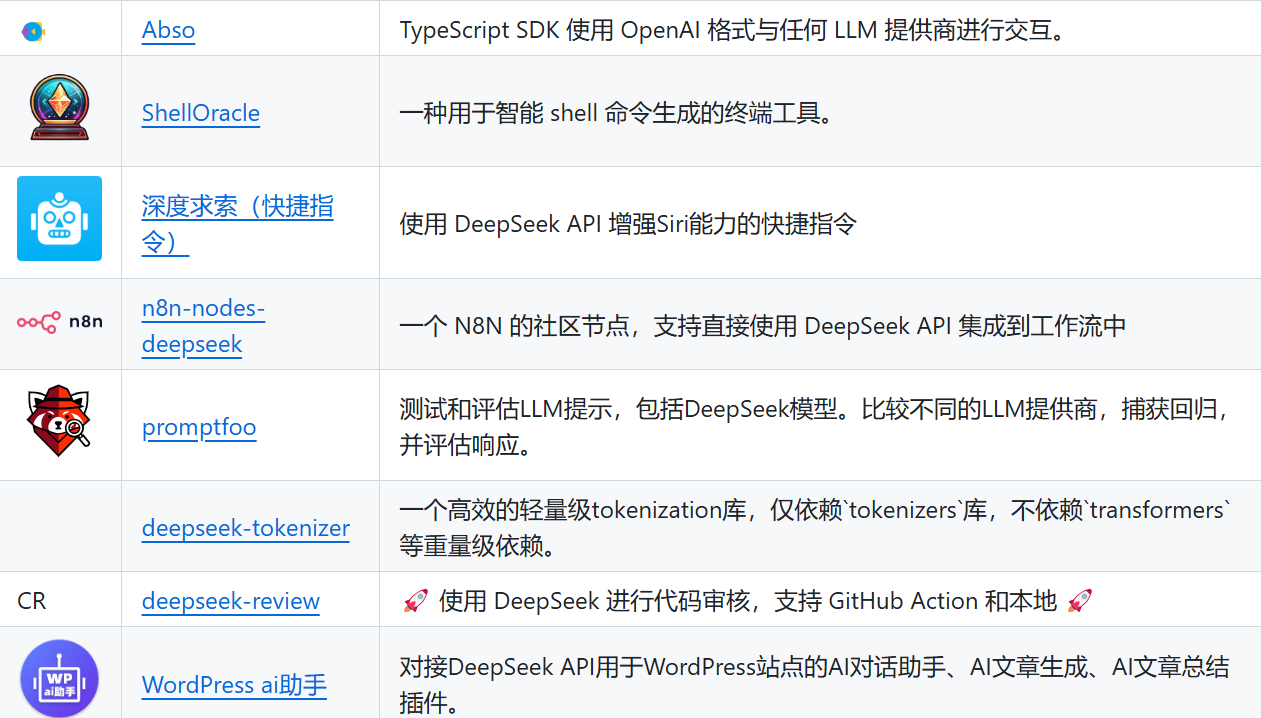 Abso
TypeScript SDK 使用 OpenAI 格式与任何 LLM 提供商进行交互。
ShellOracle
一种用于智能 shell 命令生成的终端工具。
深度求索（快捷指
令）
使用 DeepSeek API 增强Siri能力的快捷指令
n8n
n8n-nodes-
deepseek
一个 N8N 的社区节点，支持直接使用 DeepSeek API 集成到工作流中
promptfoo
测试和评估LLM提示，包括DeepSeek模型。比较不同的LLM提供商，捕获回归，
并评估响应。
deepseek-tokenizer
一个高效的轻量级tokenization库，仅依赖`tokenizers`库，不依赖`transformers`
等重量级依赖。
CR
deepseek-review
🚀 使用 DeepSeek 进行代码审核，支持 GitHub Action 和本地 🚀
WP
ai助手
WordPress ai助手
对接DeepSeek API用于WordPress站点的AI对话助手、AI文章生成、AI文章总结
插件。